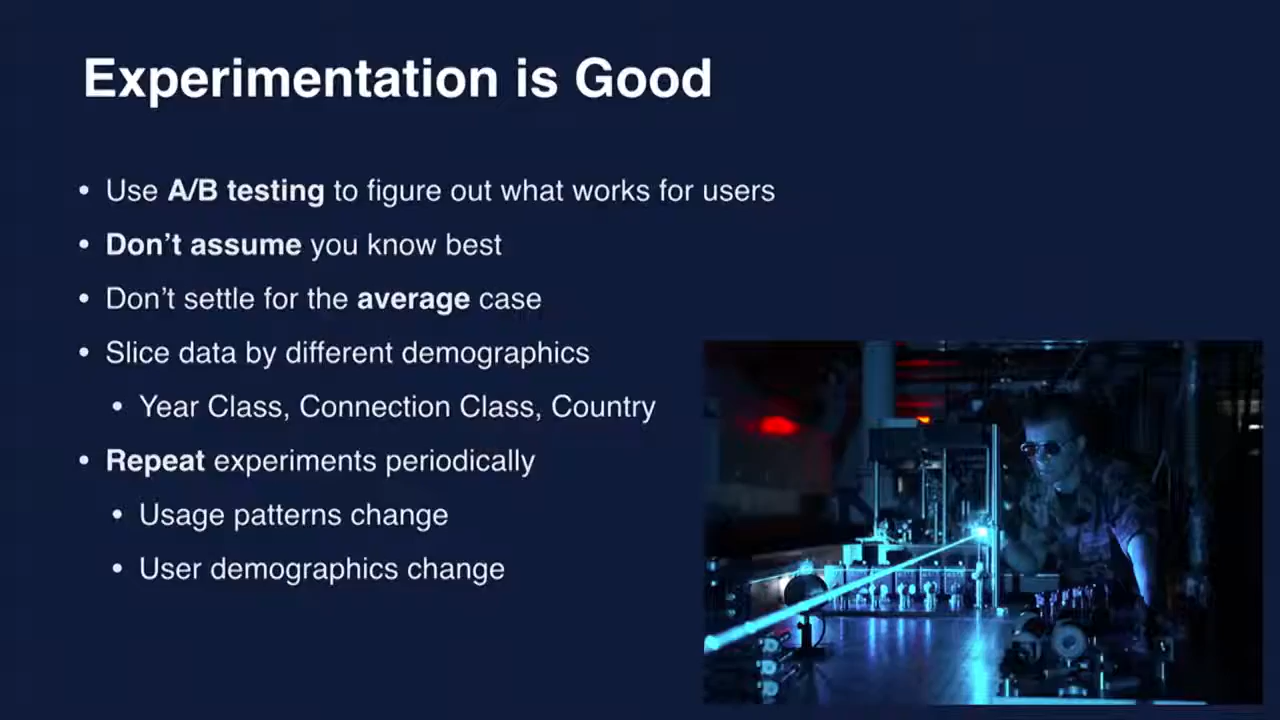 Experimentation is Good
• Use A/B testing to figure out what works for users
• Don’t assume you know best
• Don’t settle for the average case
• Slice data by different demographics
• Year Class, Connection Class, Country
• Repeat experiments periodically
• Usage patterns change
• User demographics change